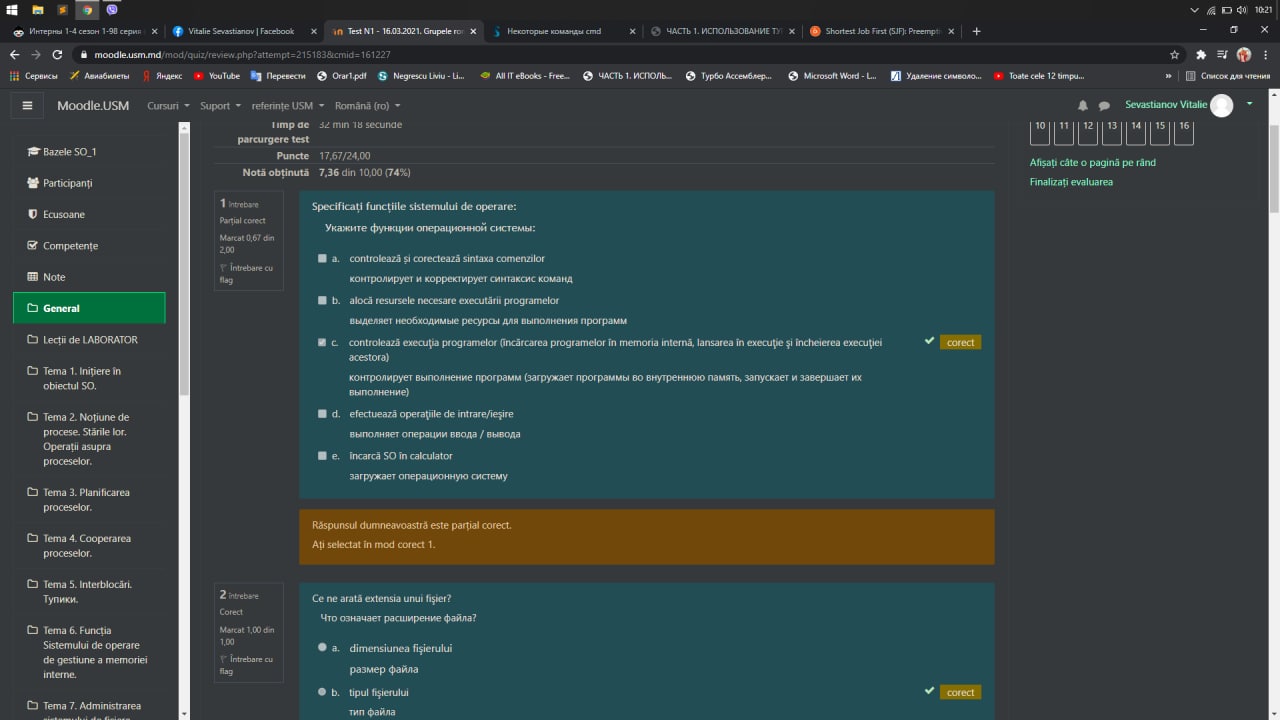 10:21
Интерны 1-4 сезон 1-98 серия
Vitalie Sevastianov | Facebook
Test N1 - 16.03.2021. Grupele ro
Некоторые команды cmd
ЧАСТЬ 1. ИСПОЛЬЗОВАНИЕ ТУ
Shortest Job First (SJF): Preempti
moodle.usm.md/mod/quiz/review.php?attempt=215183&cmid=161227
Сервисы
Авиабилеты
Яндекс
YouTube
Перевести
Orar1.pdf
Negrescu Liviu - Li...
All IT eBooks - Free...
ЧАСТЬ 1. ИСПОЛЬ...
Турбо Ассемблер...
Microsoft Word - L...
Удаление символо...
Toate cele 12 timpu...
»
Список для чтения
Moodle.USM
Cursuri
Suport
referințe USM
Română (ro)
Sevastianov Vitalie
Bazele SO_1
Participanți
Ecusoane
Competențe
Note
General
Lecții de LABORATOR
Tema 1. Inițiere în
obiectul SO.
Tema 2. Noțiune de
procese. Stările lor.
Operații asupra
proceselor.
Tema 3. Planificarea
proceselor.
Tema 4. Cooperarea
proceselor.
Tema 5. Interblocări.
Тупики.
Tema 6. Funcția
Sistemului de operare
de gestiune a memoriei
interne.
Tema 7. Administrarea
Timp de
parcurgere test
32 min 18 secunde
Puncte 17,67/24,00
Notă obținută 7,36 din 10,00 (74%)
1 Întrebare
Parțial corect
Marcat 0,67 din
2,00
Întrebare cu
flag
Specificați funcțiile sistemului de operare:
Укажите функции операционной системы:
a. controlează și corectează sintaxa comenzilor
контролирует и корректирует синтаксис команд
b. alocă resursele necesare executării programelor
выделяет необходимые ресурсы для выполнения программ
c. controlează execuţia programelor (încărcarea programelor în memoria internă, lansarea în execuţie şi încheierea execuţiei
acestora)
corect
контролирует выполнение программ (загружает программы во внутреннюю память, запускает и завершает их
выполнение)
d. efectuează operaţiile de intrare/ieşire
выполняет операции ввода / вывода
e. încarcă SO în calculator
загружает операционную систему
Răspunsul dumneavoastră este parțial corect.
Ați selectat în mod corect 1.
2 Întrebare
Corect
Marcat 1,00 din
1,00
Întrebare cu
flag
Ce ne arată extensia unui fişier?
Что означает расширение файла?
a. dimensiunea fişierului
размер файла
b. tipul fişierului
corect
тип файла
10 11 12 13 14 15 16
Afișați câte o pagină pe rând
Finalizați evaluarea